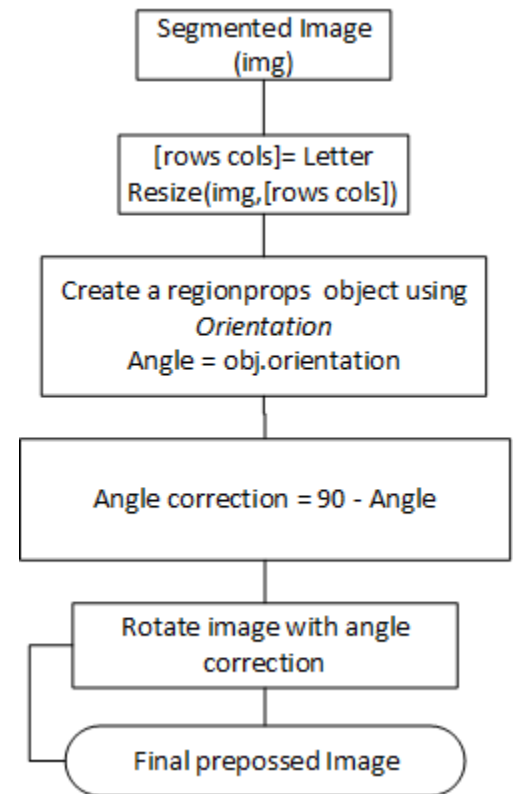 Segmented Image
(img)
[rows cols]= Letter
Resize(img,[rows cols])
Create a regionprops object using
Orientation
Angle = obj.orientation
Angle correction = 90 - Angle
Rotate image with angle
correction
Final prepossed Image